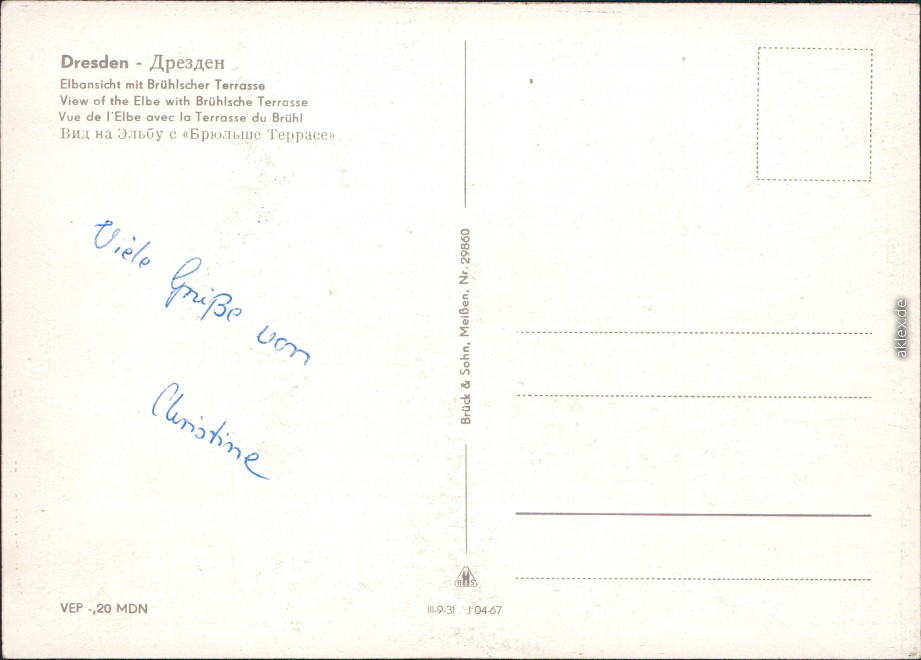 Dresden - Дрезден
Elbansicht mit Brühlscher Terrasse
View of the Elbe with Brühlsche Terrasse
Vue de l'Elbe avec la Terrasse du Brühl
Вид на Эльбу с «Брюльше Террасе»
Viele Grüße von
Christine
VEP -,20 MDN
Brück & Sohn, Meißen, Nr. 29860
B&S
III-9-31 J 04-67
aklex.de